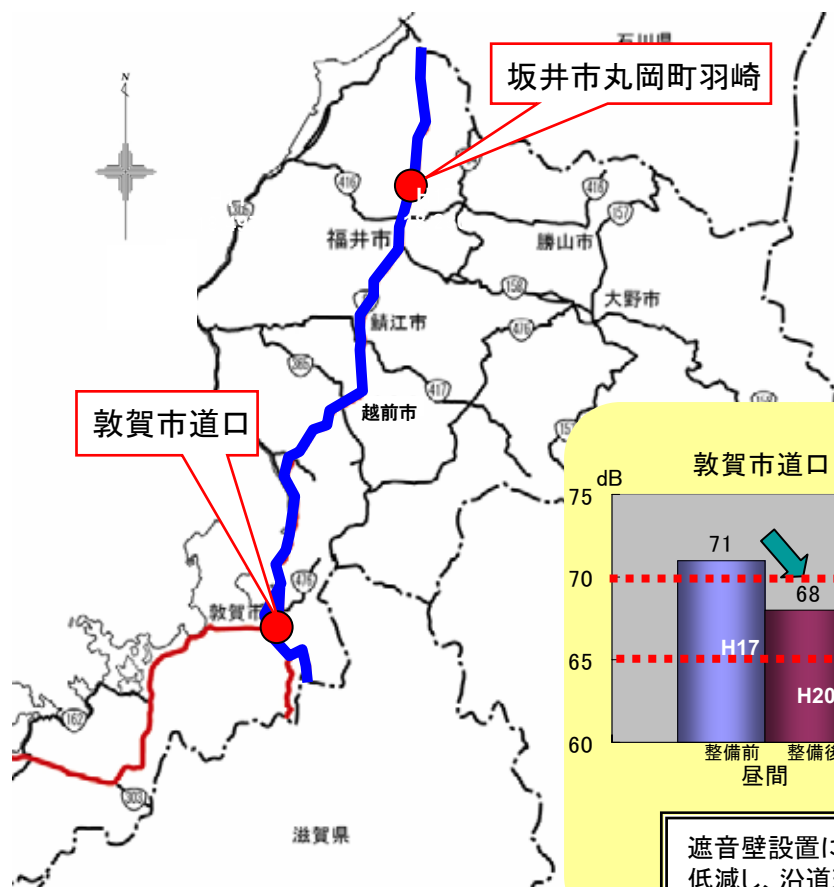 N
石川県
坂井市丸岡町羽崎
416
416
157
福井市
勝山市
158
大野市
鯖江市
476
365
417
越前市
敦賀市道口
476
敦賀市
162
303
滋賀県
敦賀市道口
dB
75
71
70
68
H17
65
H20
60
整備前 整備後
昼間
遮音壁設置に
低減し、沿道